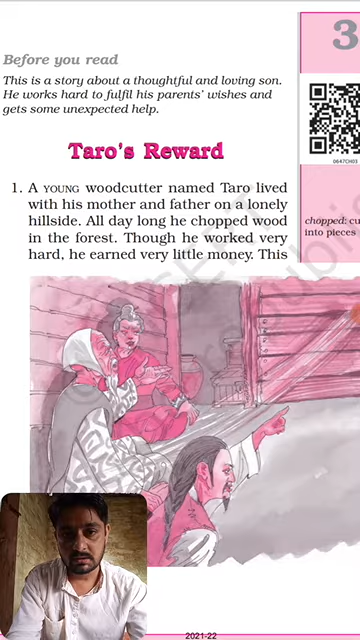 3
Before you read
This is a story about a thoughtful and loving son.
He works hard to fulfil his parents' wishes and
gets some unexpected help.
0647CH03
Taro's Reward
1. A YOUNG woodcutter named Taro lived
with his mother and father on a lonely
hillside. All day long he chopped wood
in the forest. Though he worked very
hard, he earned very little money. This
chopped: cu
into pieces
2021-22